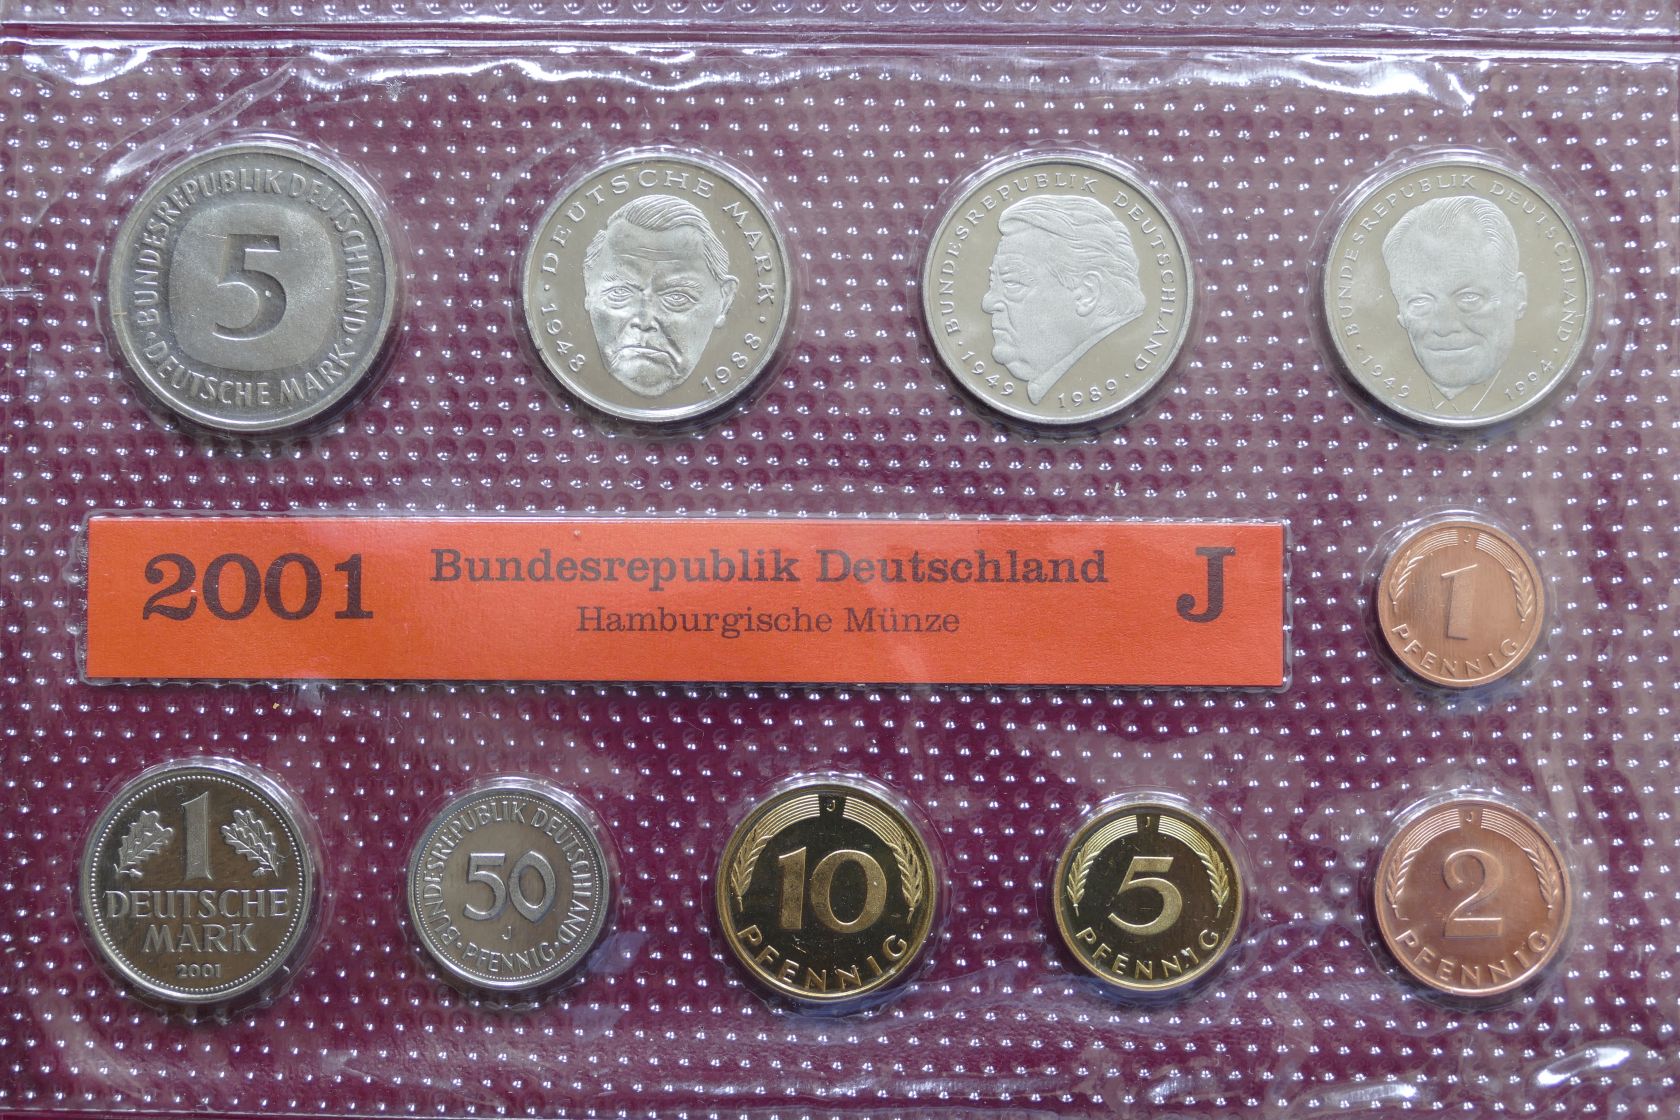 BUNDESREPUBLIK DEUTSCHLAND
5
DEUTSCHE MARK
DEUTSCHE MARK
1948 1988
BUNDESREPUBLIK DEUTSCHLAND
1949 1989
BUNDESREPUBLIK DEUTSCHLAND
1949 1994
2001 Bundesrepublik Deutschland J
Hamburgische Münze
J
1
PFENNIG
1
DEUTSCHE
MARK
2001
BUNDESREPUBLIK DEUTSCHLAND
50
J
PFENNIG
J
10
PFENNIG
J
5
PFENNIG
J
2
PFENNIG